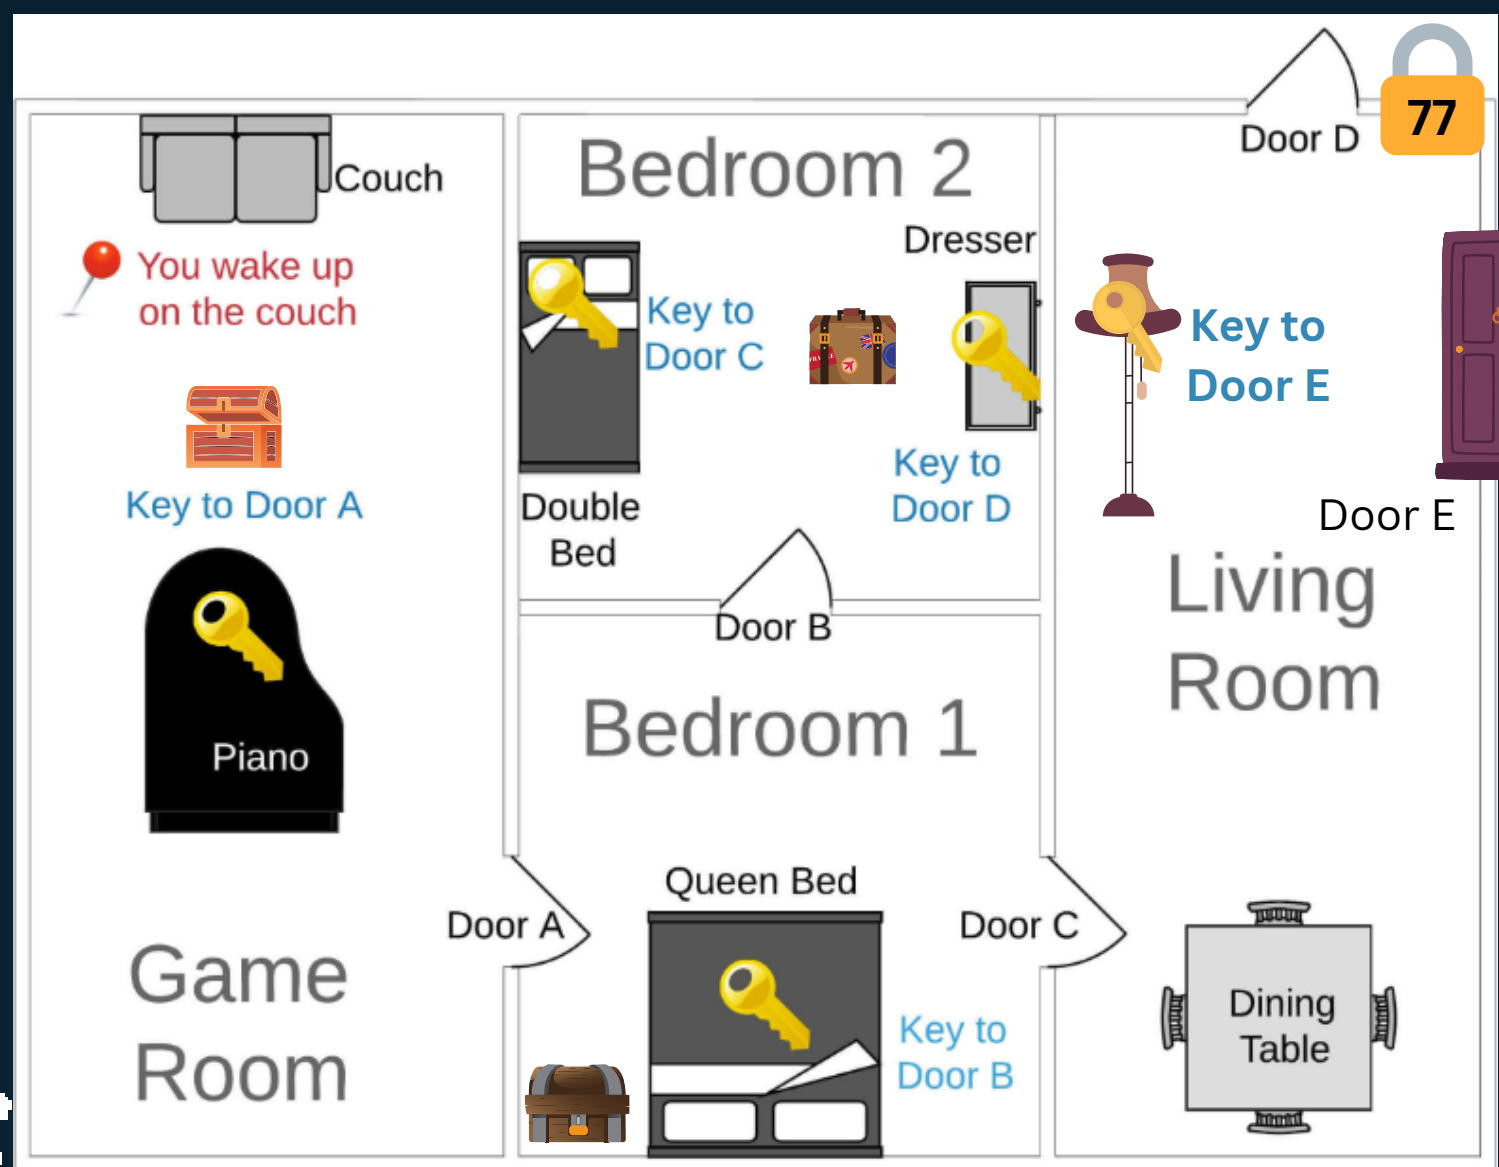 77
Door D
Couch
Bedroom 2
Dresser
You wake up
on the couch
Key to
Door C
Key to
Door E
Key to Door A
Key to
Door D
Double
Bed
Door E
Living
Room
Door B
Piano
Bedroom 1
Queen Bed
Door A
Door C
Game
Room
Key to
Door B
Dining
Table